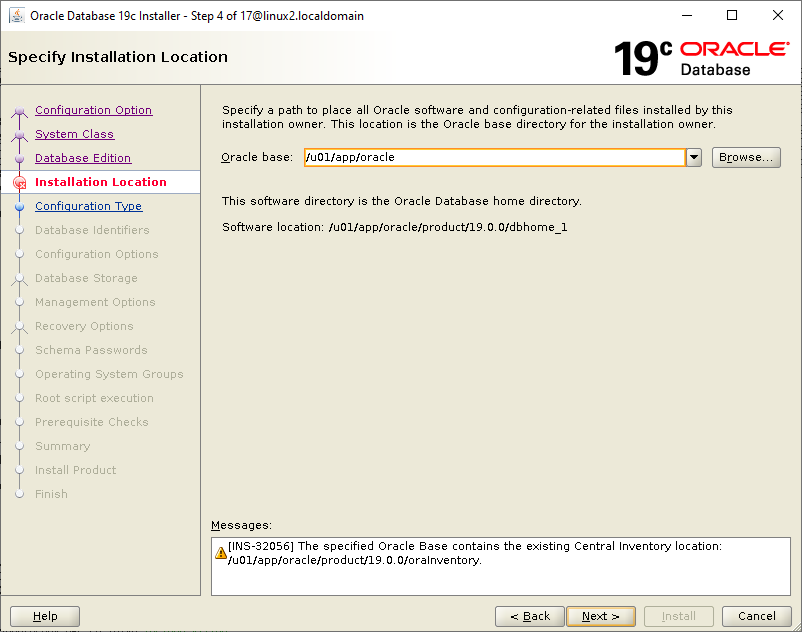 Oracle Database 19c Installer - Step 4 of 17@linux2.localdomain
Specify Installation Location
19c ORACLE
Database
Configuration Option
System Class
Database Edition
Installation Location
Configuration Type
Database Identifiers
Configuration Options
Database Storage
Management Options
Recovery Options
Schema Passwords
Operating System Groups
Root script execution
Prerequisite Checks
Summary
Install Product
Finish
Specify a path to place all Oracle software and configuration-related files installed by this
installation owner. This location is the Oracle base directory for the installation owner.
Oracle base: /u01/app/oracle Browse...
This software directory is the Oracle Database home directory.
Software location: /u01/app/oracle/product/19.0.0/dbhome_1
Messages:
[INS-32056] The specified Oracle Base contains the existing Central Inventory location:
/u01/app/oracle/product/19.0.0/oraInventory.
Help < Back Next > Install Cancel